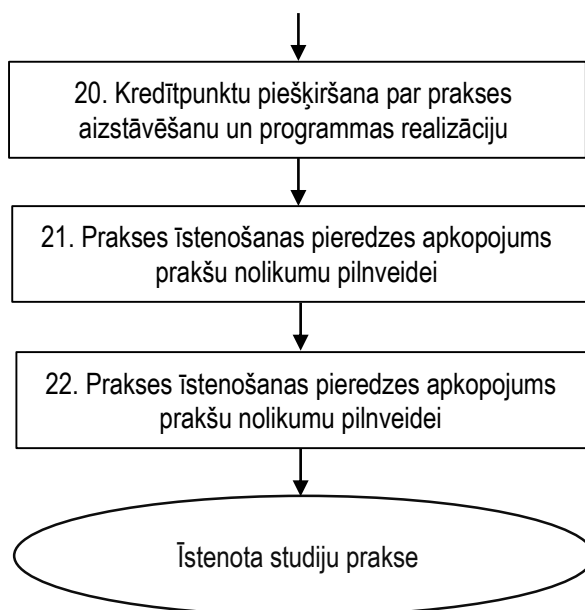 20. Kredītpunktu piešķiršana par prakses
aizstāvēšanu un programmas realizāciju
21. Prakses īstenošanas pieredzes apkopojums
prakšu nolikumu pilnveidei
22. Prakses īstenošanas pieredzes apkopojums
prakšu nolikumu pilnveidei
Īstenota studiju prakse